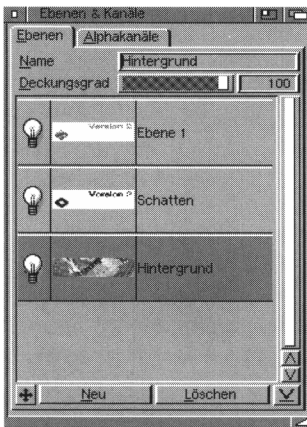 Ebenen & Kanäle
Ebenen Alphakanäle
Name Hintergrund
Deckungsgrad 100
Version 2
Ebene 1
Version 2
Schatten
Hintergrund
Neu Löschen